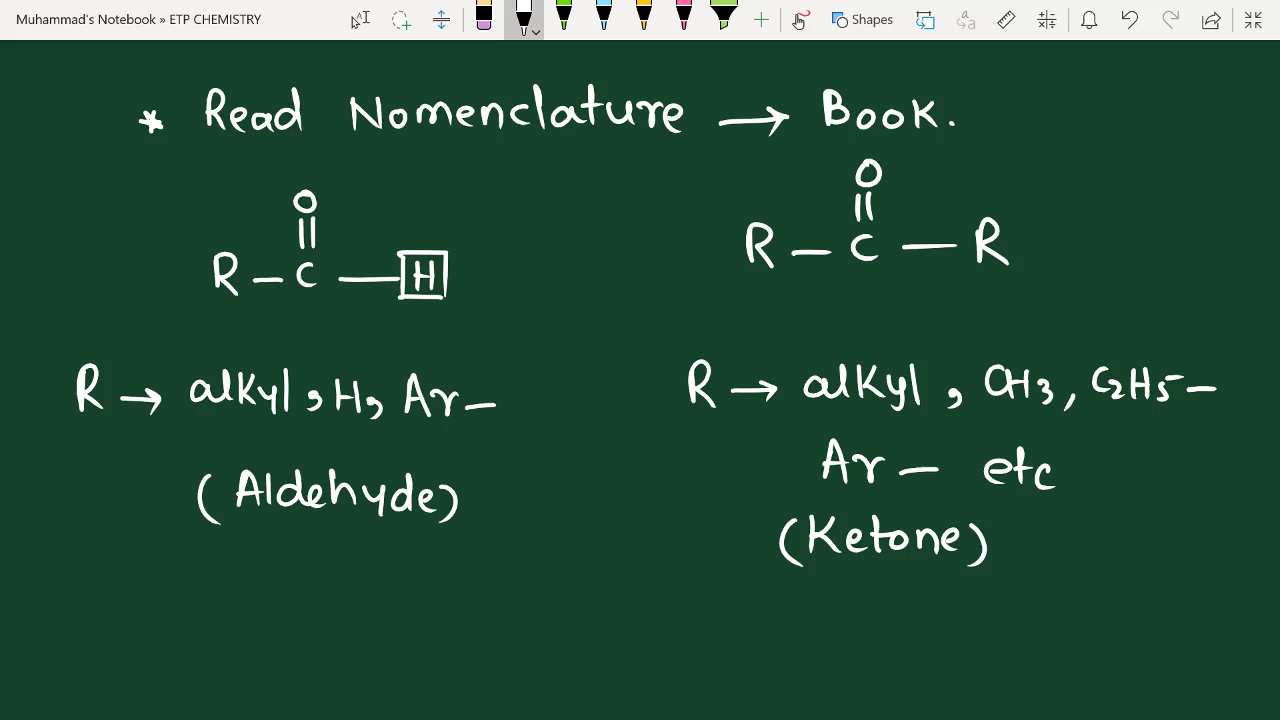 Muhammad's Notebook » ETP CHEMISTRY
Shapes
* Read Nomenclature → Book.
O
||
R — C — H
O
||
R — C — R
R → alkyl, H, Ar —
(Aldehyde)
R → alkyl, CH3, C2H5 —
Ar — etc
(Ketone)